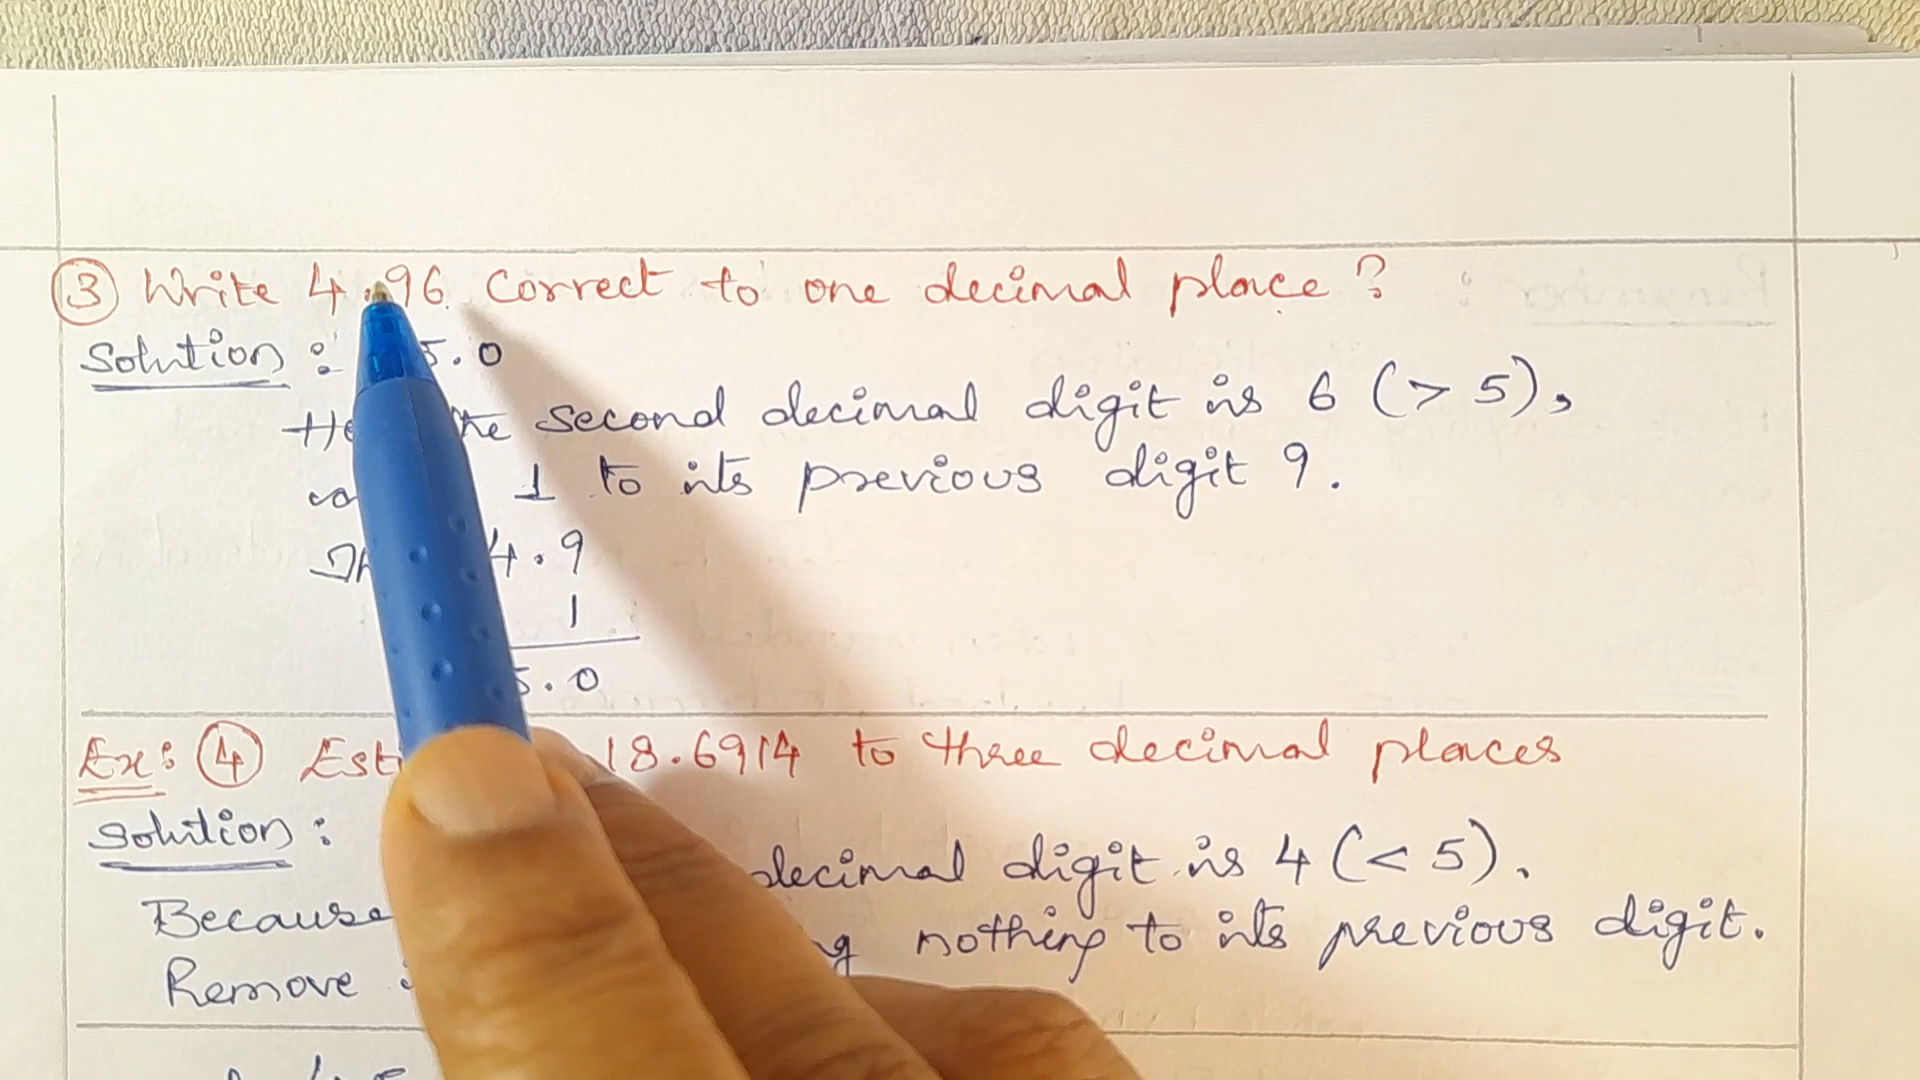 3 Write 4.96 correct to one decimal place?
Solution: 5.0
the second decimal digit is 6 (> 5),
1 to its previous digit 9.
4.9
1
5.0
Ex: 4 18.6914 to three decimal places
Solution:
decimal digit is 4 (< 5).
Because nothing to its previous digit.
Remove